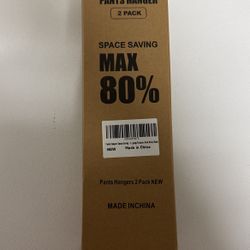 PANTS HANGER
2 PACK
SPACE SAVING
MAX
80%
NEW
Made in China
Pants Hangers 2 Pack NEW
MADE INCHINA